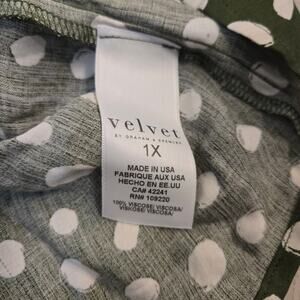 velvet
BY GRAHAM & SPENCER
1X
MADE IN USA
FABRIQUE AUX USA
HECHO EN EE.UU
CA# 42241
RN# 109220
100% VISCOSE/ VISCOSE/
VISCOSE/ VISCOSA/